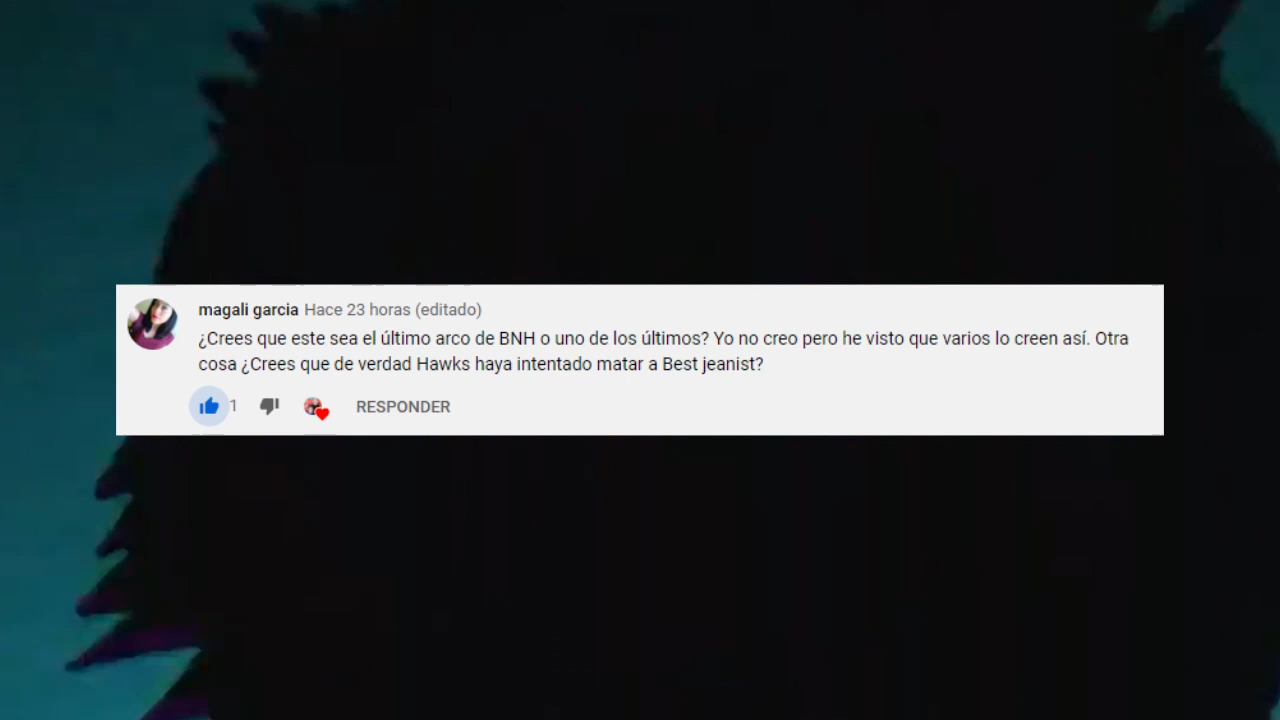 magali garcia Hace 23 horas (editado)
¿Crees que este sea el último arco de BNH o uno de los últimos? Yo no creo pero he visto que varios lo creen así. Otra
cosa ¿Crees que de verdad Hawks haya intentado matar a Best jeanist?
1 RESPONDER